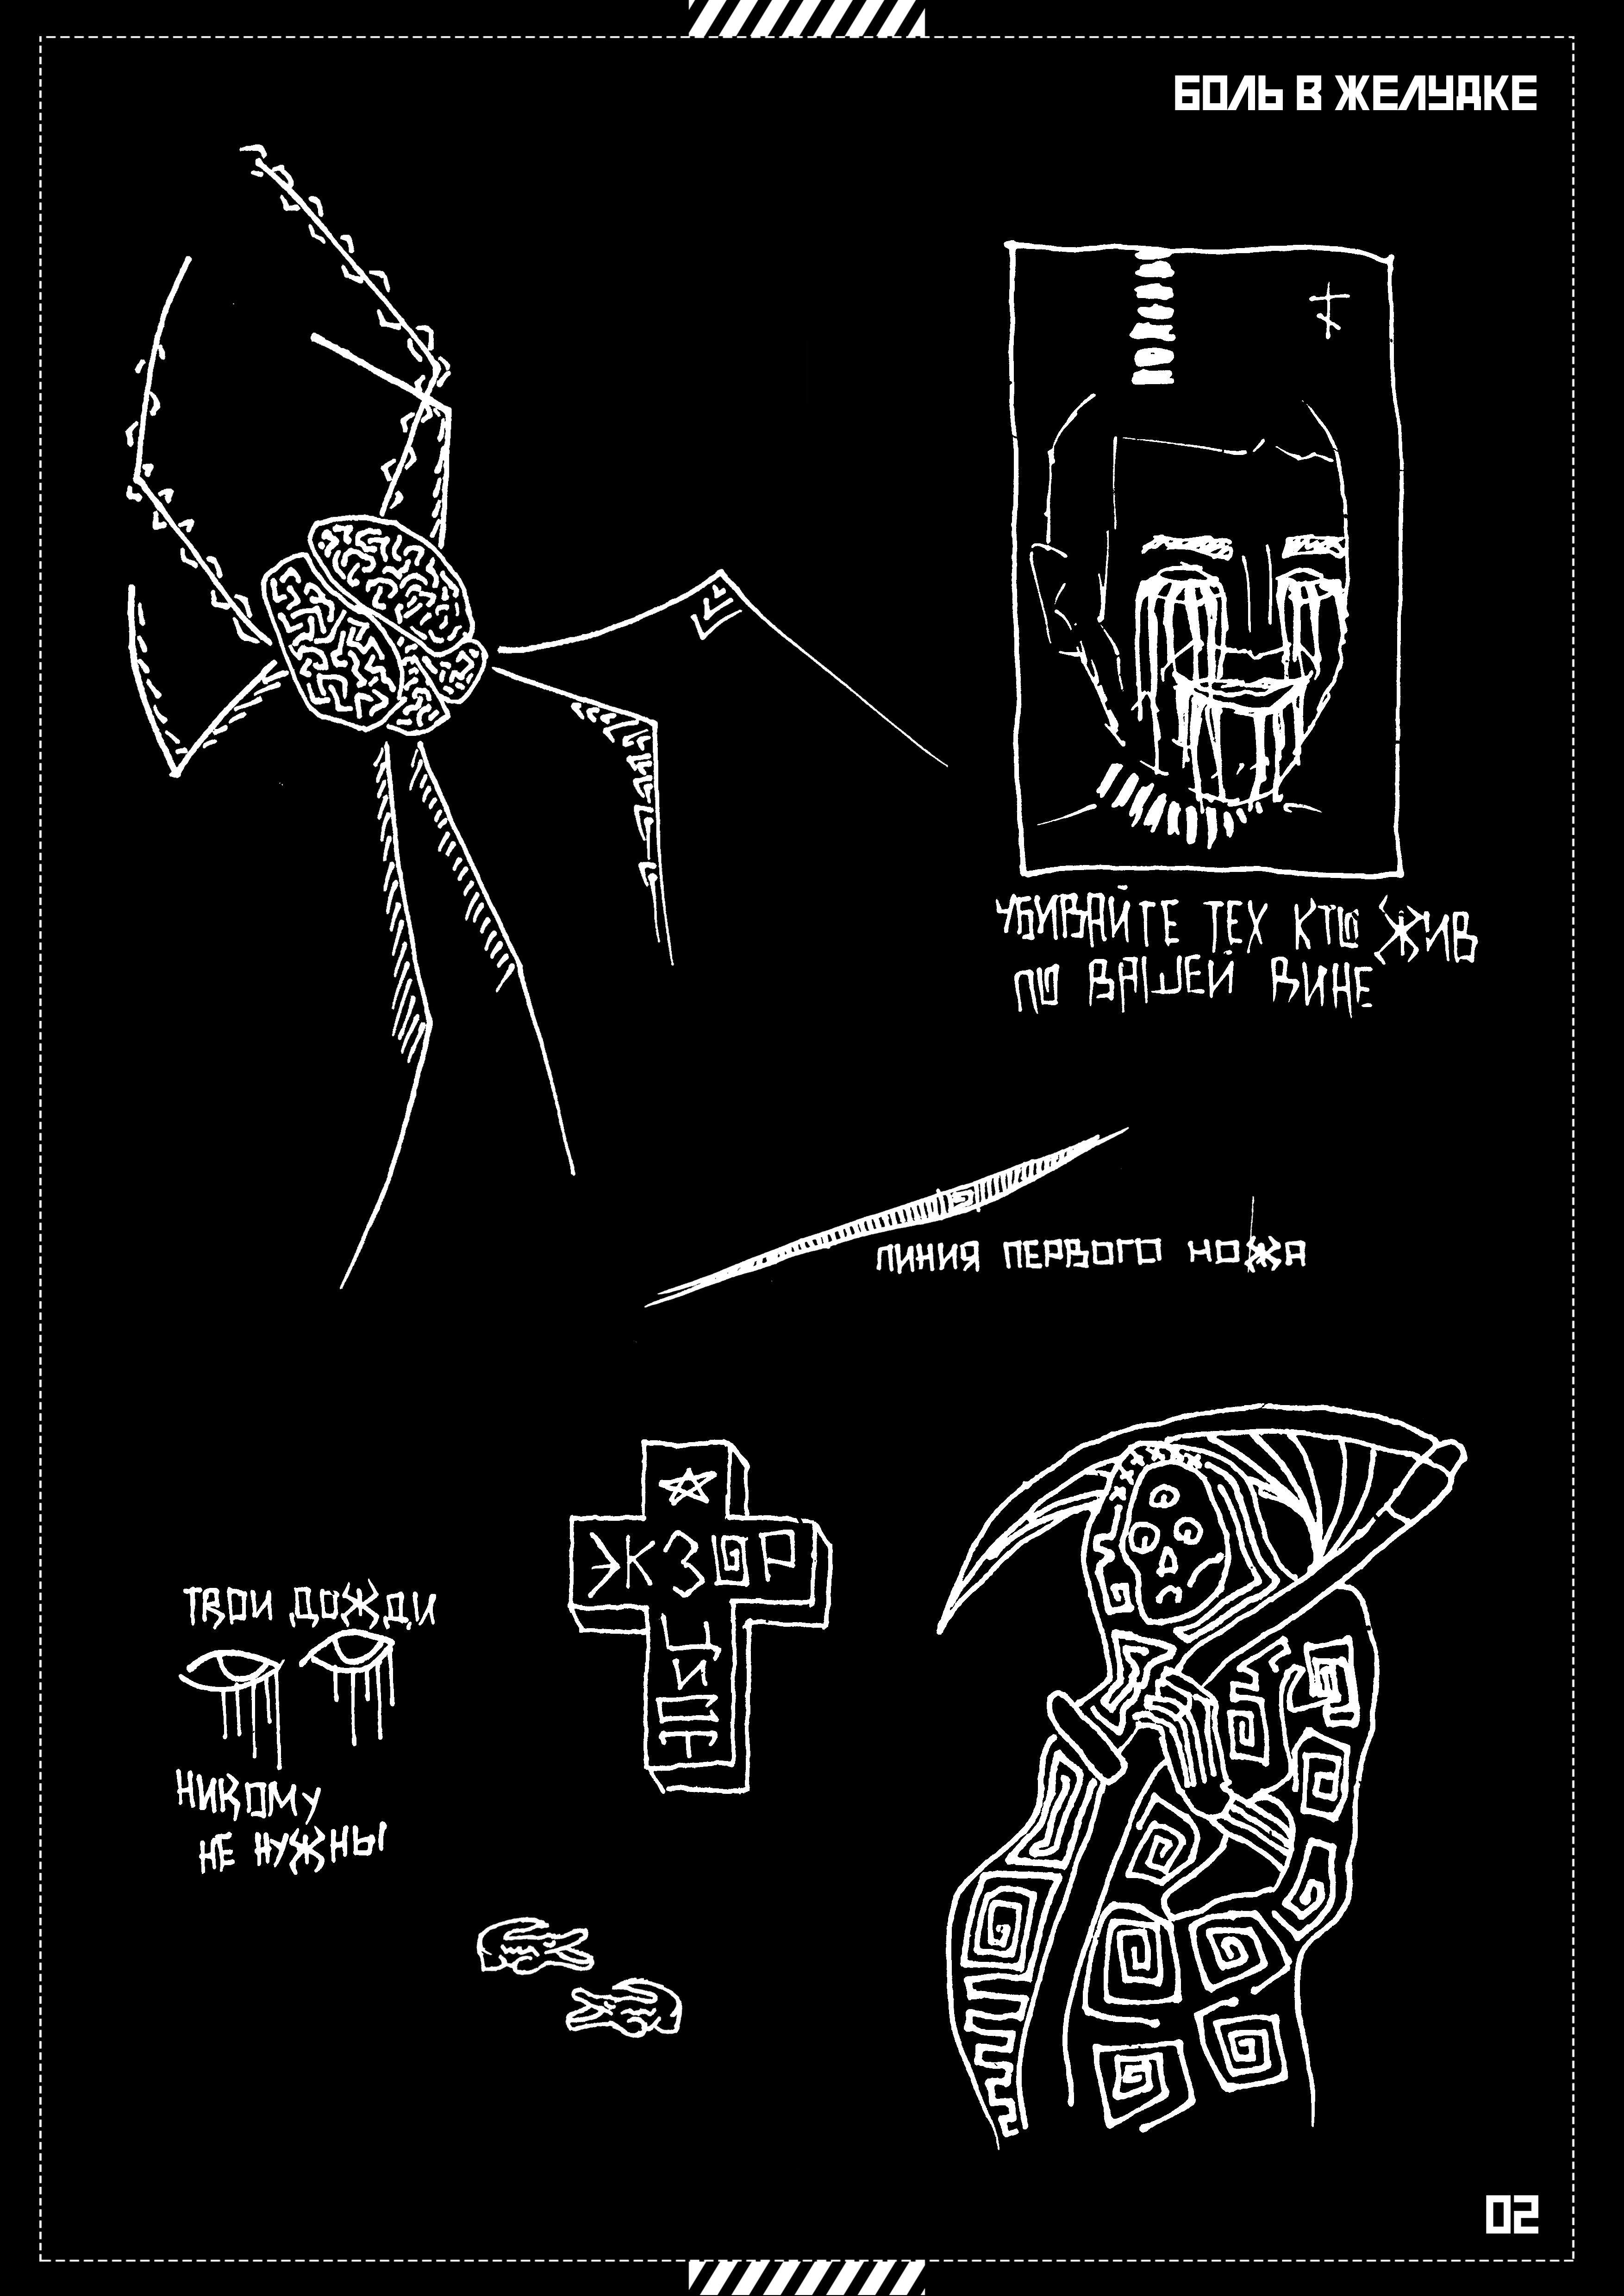 БОЛЬ В ЖЕЛУДКЕ
УБИВАЙТЕ ТЕХ КТО ЖИВ
ПО ВАШЕЙ ВИНЕ
ЛИНИЯ ПЕРВОГО НОЖА
ЭКЗОР
ЦИСТ
ТВОИ ДОЖДИ
НИКОМУ
НЕ НУЖНЫ
02